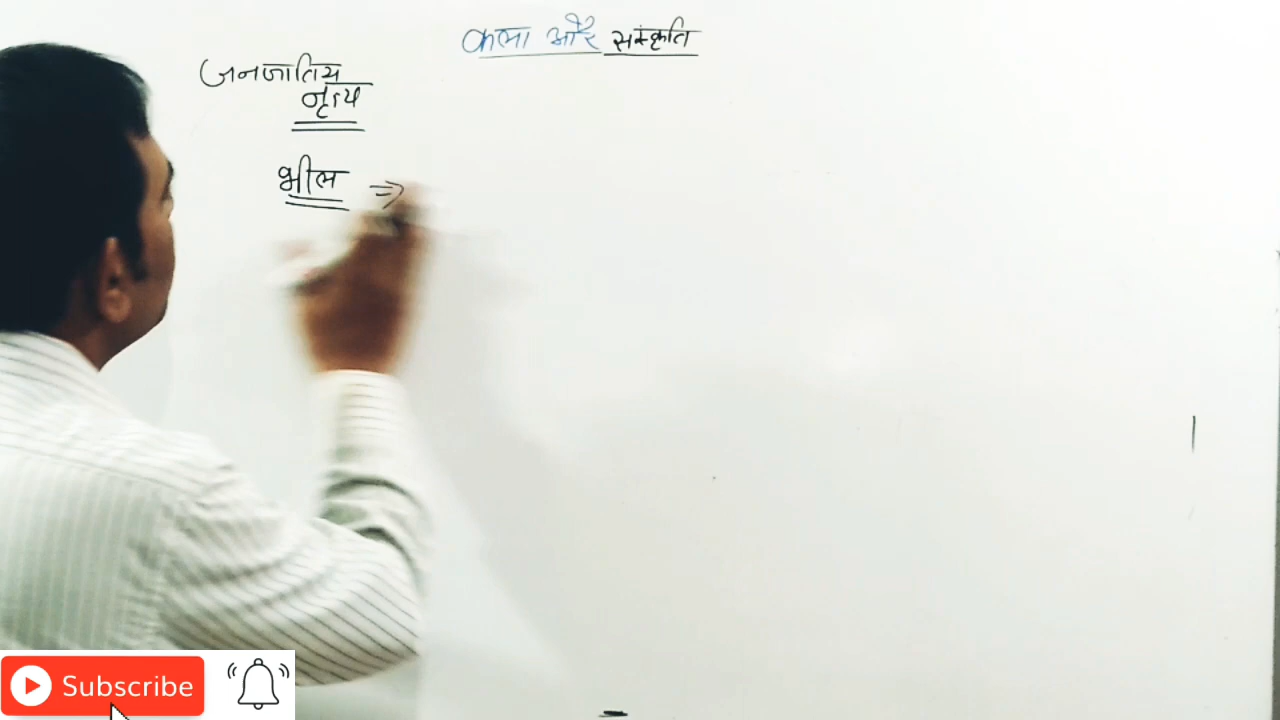 कला और संस्कृति
जनजातिय
नृत्य
भील ⇒
Subscribe